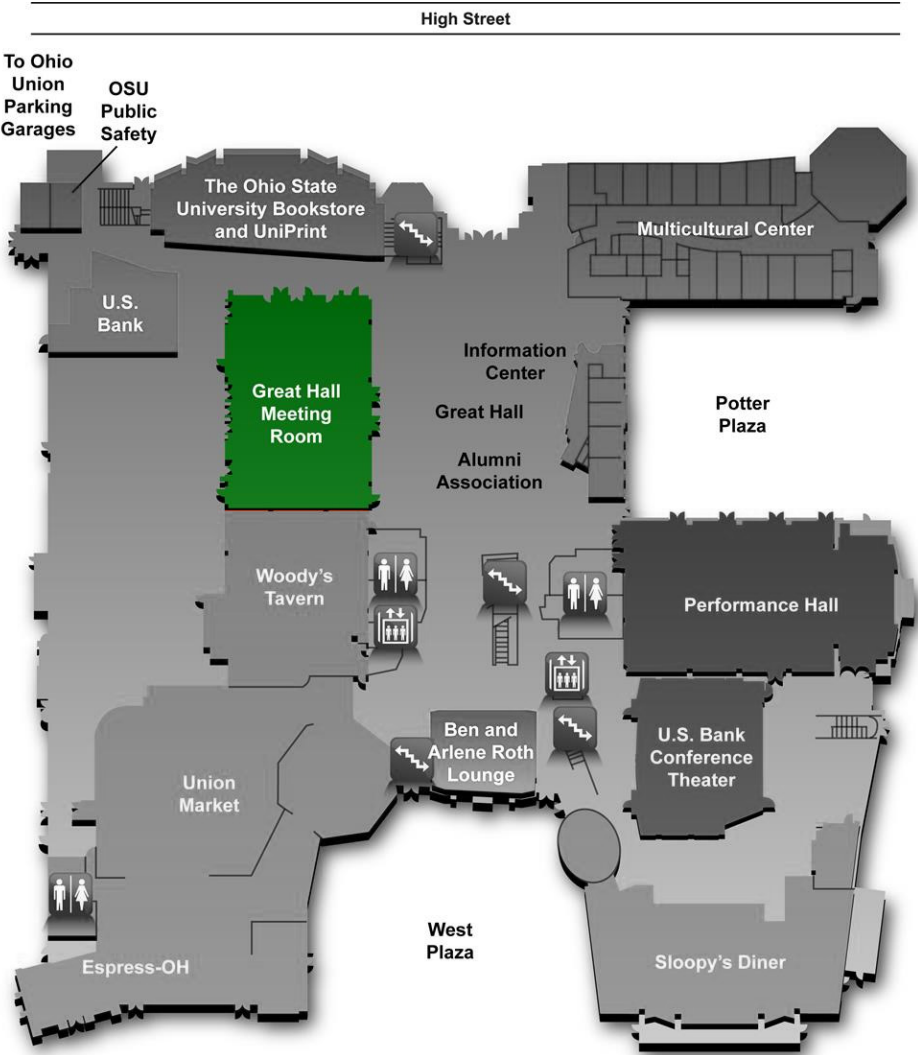 High Street
To Ohio
Union
Parking
Garages
OSU
Public
Safety
The Ohio State
University Bookstore
and UniPrint
Multicultural Center
U.S.
Bank
Information
Center
Great Hall
Meeting
Room
Great Hall
Potter
Plaza
Alumni
Association
Woody's
Tavern
Performance Hall
Ben and
Arlene Roth
Lounge
U.S. Bank
Conference
Theater
Union
Market
West
Plaza
Espress-OH
Sloopy's Diner